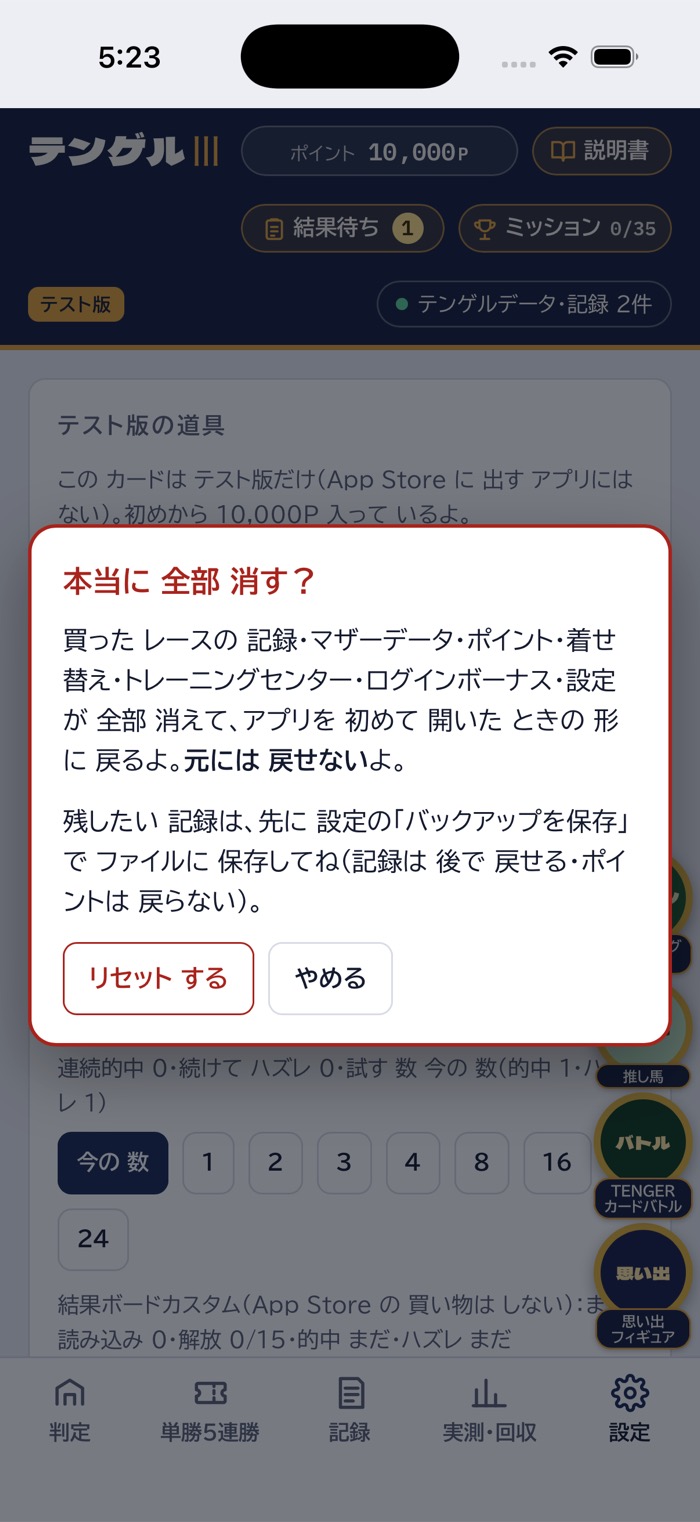 5:23
テンゲル
ポイント 10,000P
説明書
結果待ち 1
ミッション 0/35
テスト版
テンゲルデータ・記録 2件
テスト版の道具
この カードは テスト版だけ(App Store に 出す アプリには
ない)。初めから 10,000P 入って いるよ。
本当に 全部 消す?
買った レースの 記録・マザーデータ・ポイント・着せ
替え・トレーニングセンター・ログインボーナス・設定
が 全部 消えて、アプリを 初めて 開いた ときの 形
に 戻るよ。元には 戻せないよ。
残したい 記録は、先に 設定の「バックアップを保存」
で ファイルに 保存してね(記録は 後で 戻せる・ポイ
ントは 戻らない)。
リセット する
やめる
グ
推し馬
連続的中 0・続けて ハズレ 0・試す 数 今の 数(的中 1・ハ
レ 1)
今の 数
1
2
3
4
8
16
24
バトル
TENGER
カードバトル
思い出
思い出
フィギュア
結果ボードカスタム(App Store の 買い物は しない):ま
読み込み 0・解放 0/15・的中 まだ・ハズレ まだ
判定
単勝5連勝
記録
実測・回収
設定